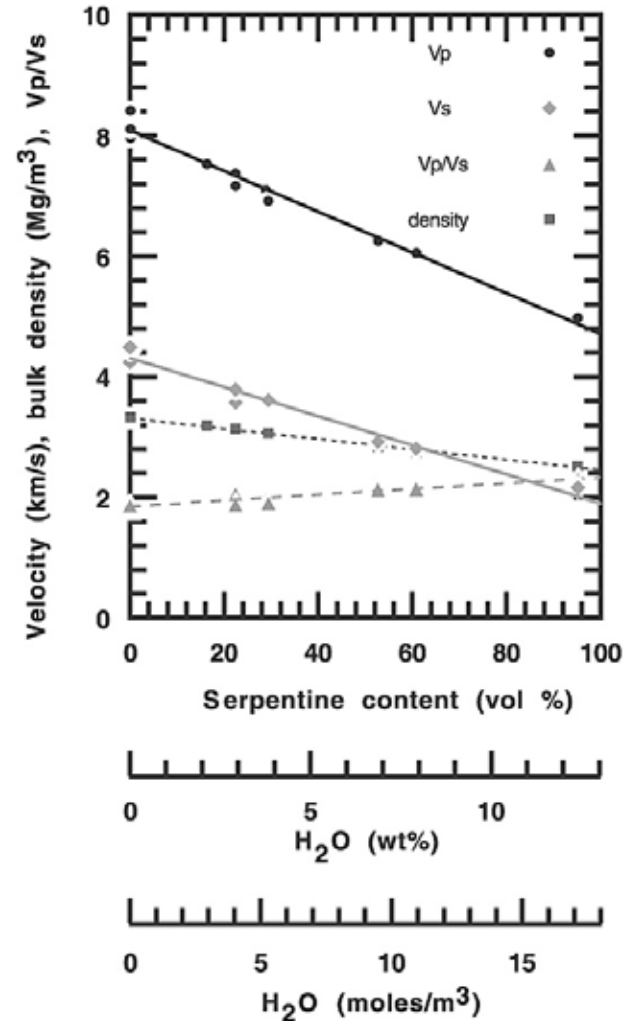 Velocity (km/s), bulk density (Mg/m³), Vp/Vs
10
8
6
4
2
0
Vp
Vs
Vp/Vs
density
0 20 40 60 80 100
Serpentine content (vol %)
0 5 10
H₂O (wt%)
0 5 10 15
H₂O (moles/m³)